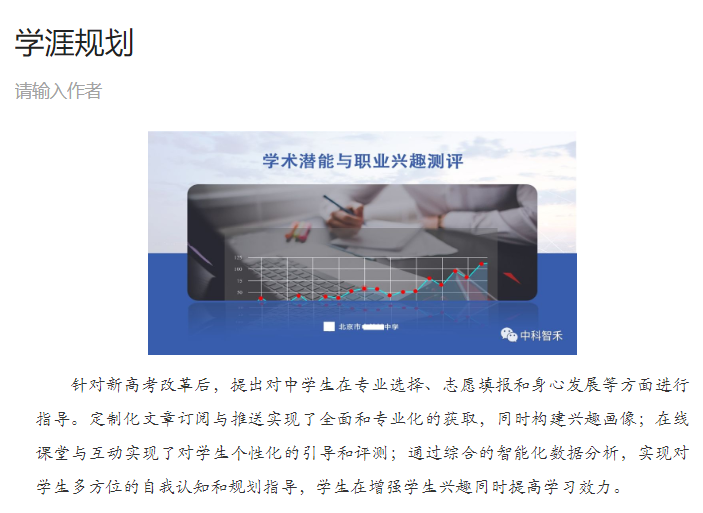 学涯规划
请输入作者
学术潜能与职业兴趣测评
北京市
中学
中科智禾
针对新高考改革后，提出对中学生在专业选择、志愿填报和身心发展等方面进行
指导。定制化文章订阅与推送实现了全面和专业化的获取，同时构建兴趣画像；在线
课堂与互动实现了对学生个性化的引导和评测；通过综合的智能化数据分析，实现对
学生多方位的自我认知和规划指导，学生在增强学生兴趣同时提高学习效力。